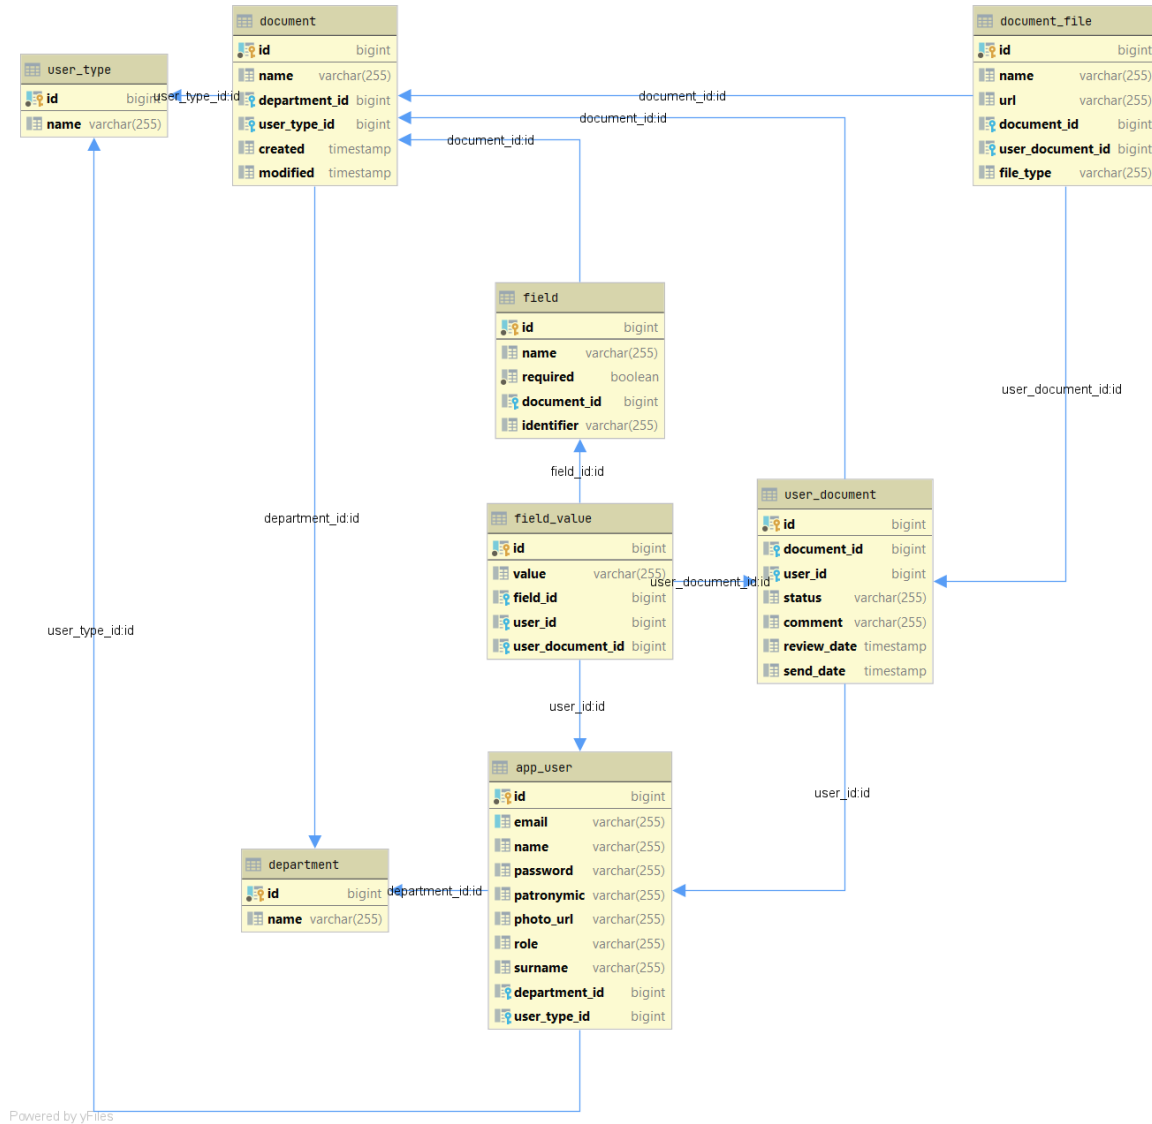 document
id bigint
name varchar(255)
department_id bigint
user_type_id bigint
created timestamp
modified timestamp
document_file
id bigint
name varchar(255)
url varchar(255)
document_id bigint
user_document_id bigint
file_type varchar(255)
user_type
id bigint
name varchar(255)
user_type_id:id
document_id:id
document_id:id
document_id:id
field
id bigint
name varchar(255)
required boolean
document_id bigint
identifier varchar(255)
user_document_id:id
field_id:id
department_id:id
field_value
id bigint
value varchar(255)
field_id bigint
user_id bigint
user_document_id bigint
user_document_id:id
user_document
id bigint
document_id bigint
user_id bigint
status varchar(255)
comment varchar(255)
review_date timestamp
send_date timestamp
user_type_id:id
user_id:id
user_id:id
app_user
id bigint
email varchar(255)
name varchar(255)
password varchar(255)
patronymic varchar(255)
photo_url varchar(255)
role varchar(255)
surname varchar(255)
department_id bigint
user_type_id bigint
department
id bigint
name varchar(255)
department_id:id
Powered by yFiles